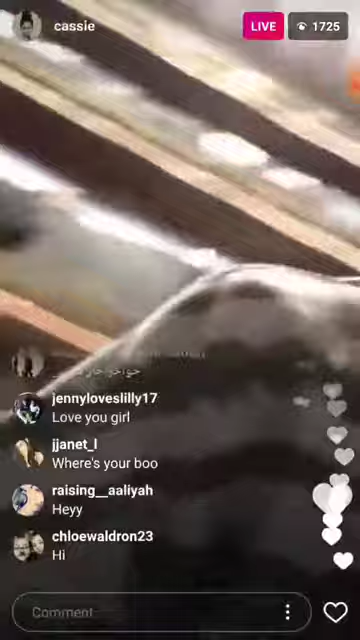 cassie
LIVE
1725
jennyloveslilly17
Love you girl
jjanet_l
Where's your boo
raising__aaliyah
Heyy
chloewaldron23
Hi
Comment